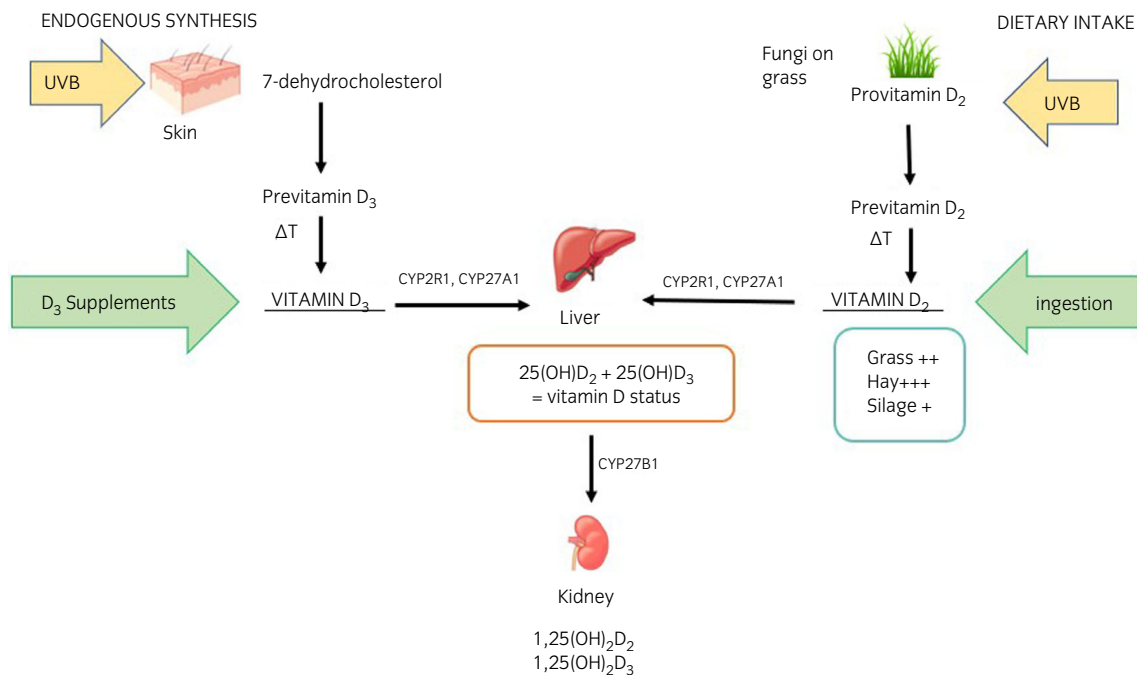 ENDOGENOUS SYNTHESIS
UVB
Skin
7-dehydrocholesterol
Previtamin D₃
ΔT
D₃ Supplements
VITAMIN D₃
CYP2R1, CYP27A1
Liver
DIETARY INTAKE
Fungi on
grass
Provitamin D₂
UVB
Previtamin D₂
ΔT
CYP2R1, CYP27A1
VITAMIN D₂
ingestion
Grass ++
Hay+++
Silage +
25(OH)D₂ + 25(OH)D₃
= vitamin D status
CYP27B1
Kidney
1,25(OH)₂D₂
1,25(OH)₂D₃